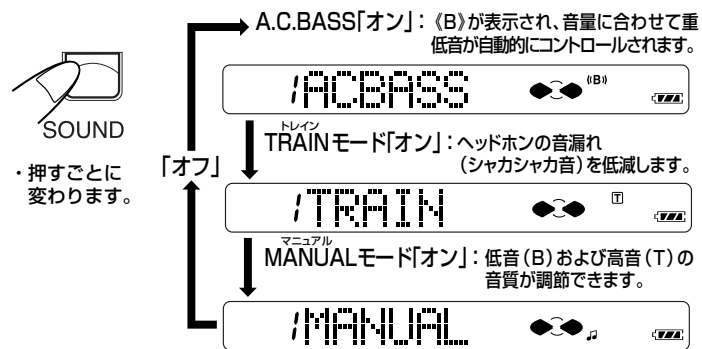 A.C.BASS「オン」：《B》が表示され、音量に合わせて重
低音が自動的にコントロールされます。
1ACBASS
((B))
SOUND
・押すごとに
変わります。
「オフ」
トレイン
TRAINモード「オン」：ヘッドホンの音漏れ
（シャカシャカ音）を低減します。
1TRAIN
T
マニュアル
MANUALモード「オン」：低音（B）および高音（T）の
音質が調節できます。
1MANUAL
♫